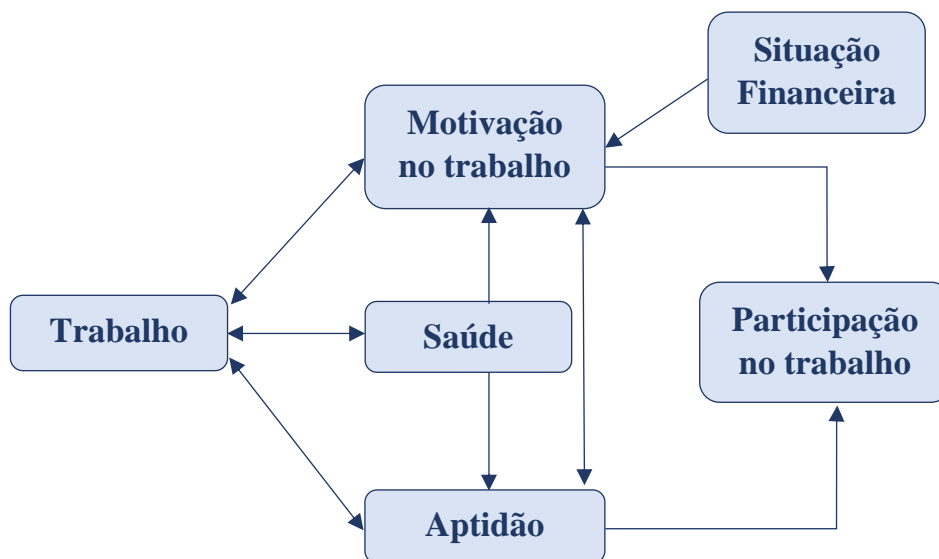 Situação
Financeira
Motivação
no trabalho
Trabalho
Saúde
Participação
no trabalho
Aptidão